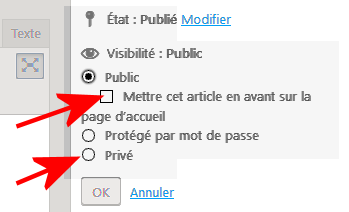 État : Publié Modifier
Texte
Visibilité : Public
Public
Mettre cet article en avant sur la
page d'accueil
Protégé par mot de passe
Privé
OK Annuler